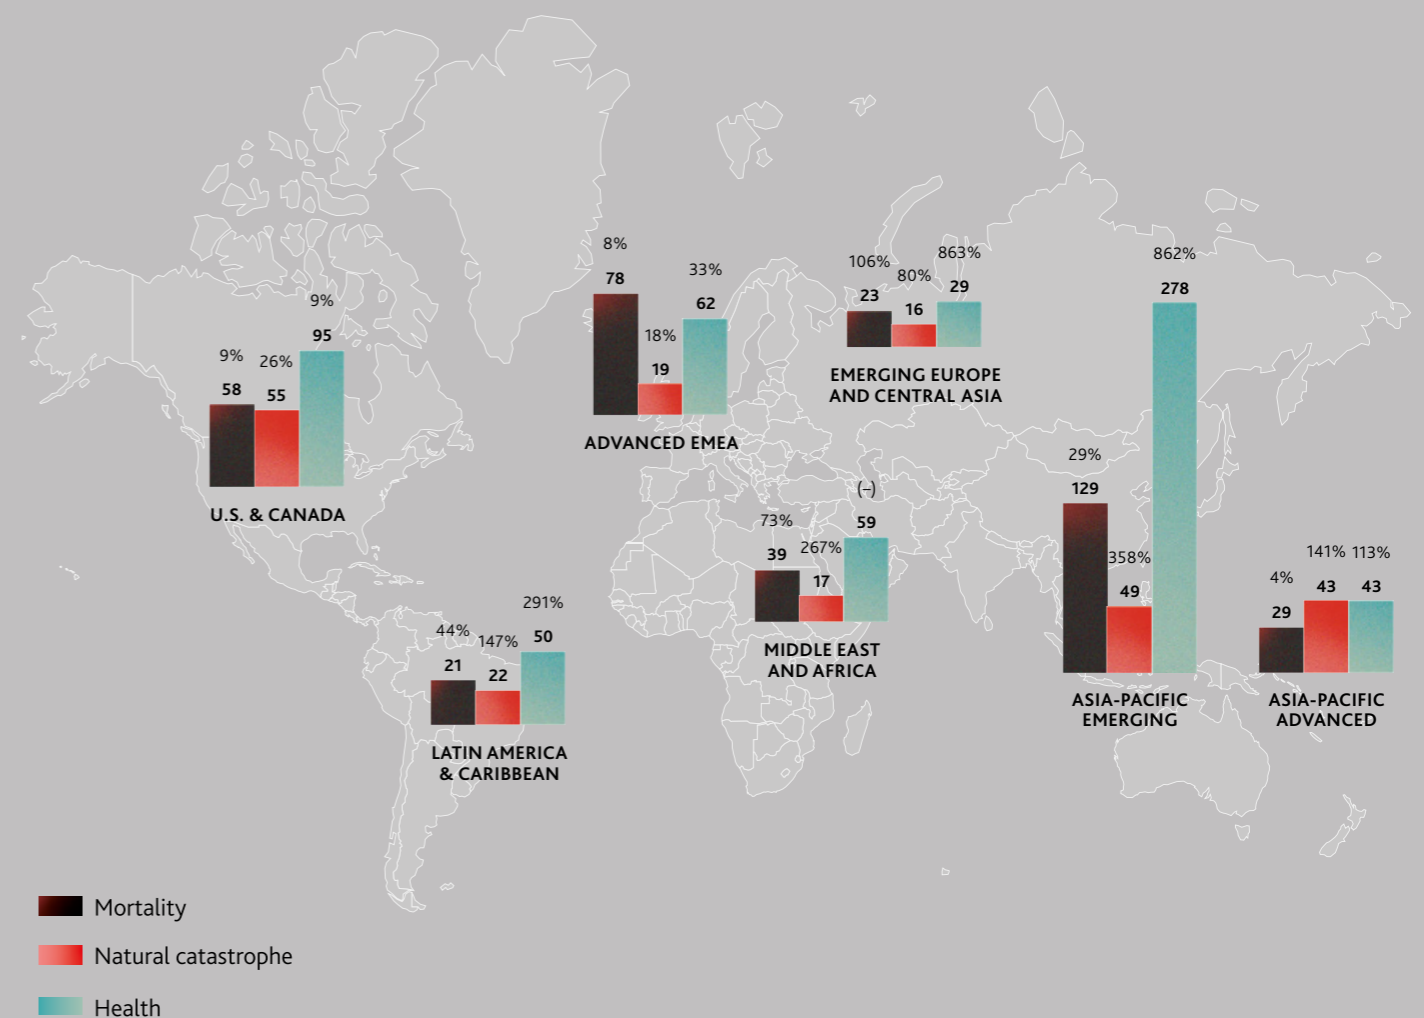 8%
78
33%
62
18%
19
ADVANCED EMEA
106%
23
80%
16
863%
29
EMERGING EUROPE
AND CENTRAL ASIA
862%
278
29%
129
358%
49
ASIA-PACIFIC
EMERGING
9%
58
26%
55
9%
95
U.S. & CANADA
73%
39
267%
17
(–)
59
MIDDLE EAST
AND AFRICA
4%
29
141%
43
113%
43
ASIA-PACIFIC
ADVANCED
44%
21
147%
22
291%
50
LATIN AMERICA
& CARIBBEAN
Mortality
Natural catastrophe
Health